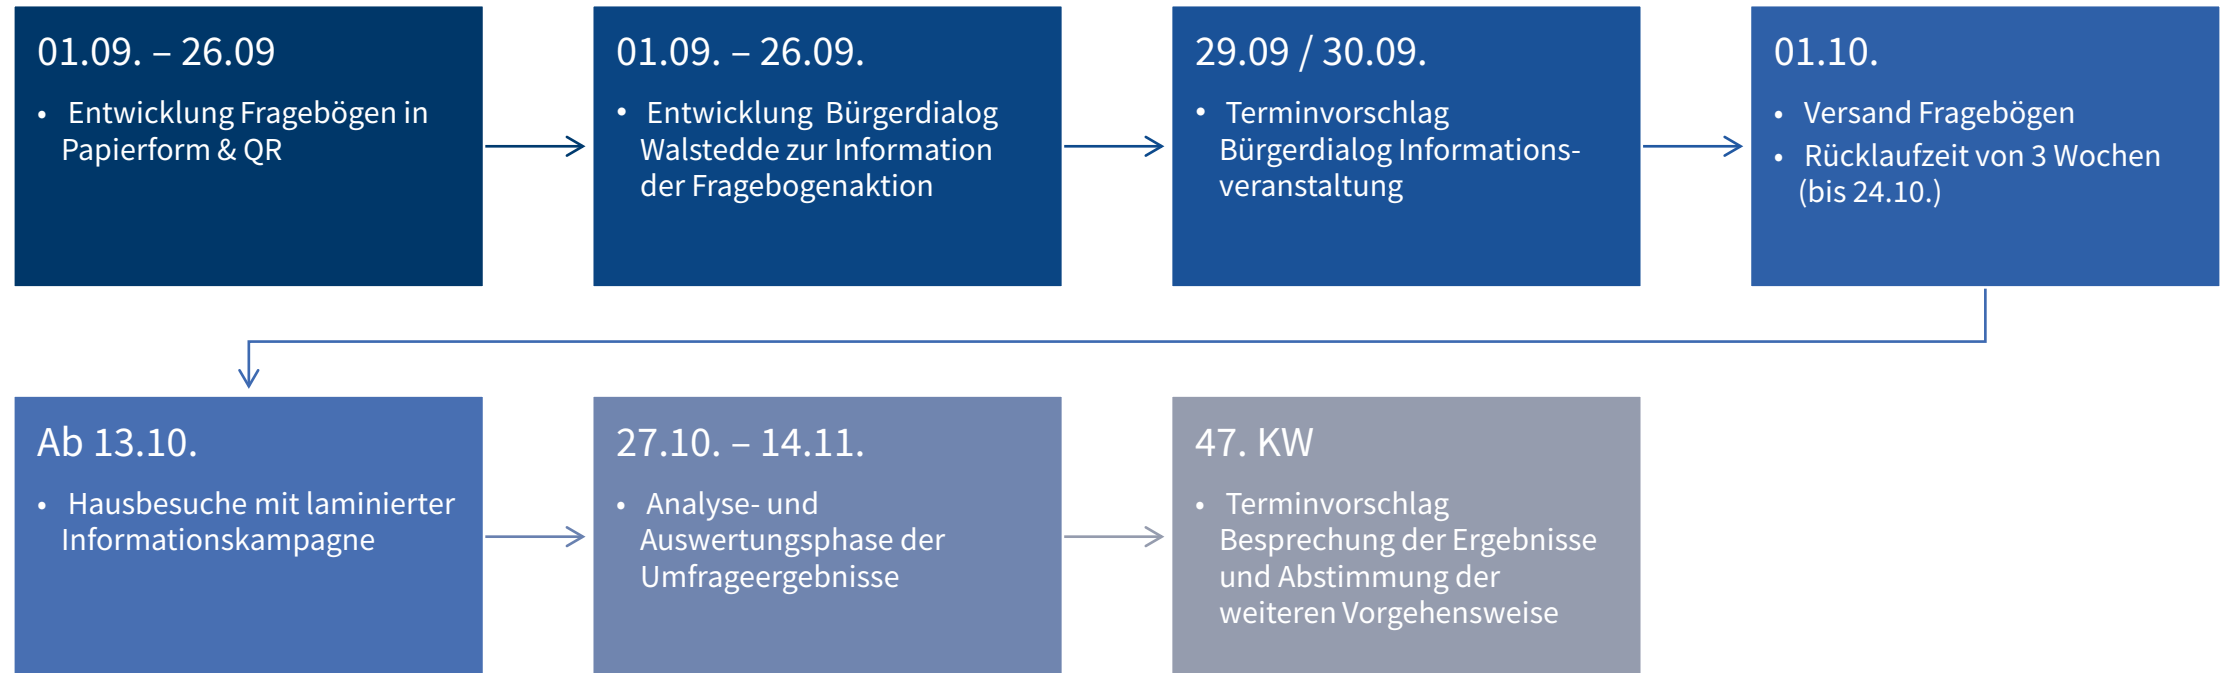 01.09. – 26.09
• Entwicklung Fragebögen in
Papierform & QR
01.09. – 26.09.
• Entwicklung Bürgerdialog
Walstedde zur Information
der Fragebogenaktion
29.09 / 30.09.
• Terminvorschlag
Bürgerdialog Informations-
veranstaltung
01.10.
• Versand Fragebögen
• Rücklaufzeit von 3 Wochen
(bis 24.10.)
Ab 13.10.
• Hausbesuche mit laminierter
Informationskampagne
27.10. – 14.11.
• Analyse- und
Auswertungsphase der
Umfrageergebnisse
47. KW
• Terminvorschlag
Besprechung der Ergebnisse
und Abstimmung der
weiteren Vorgehensweise